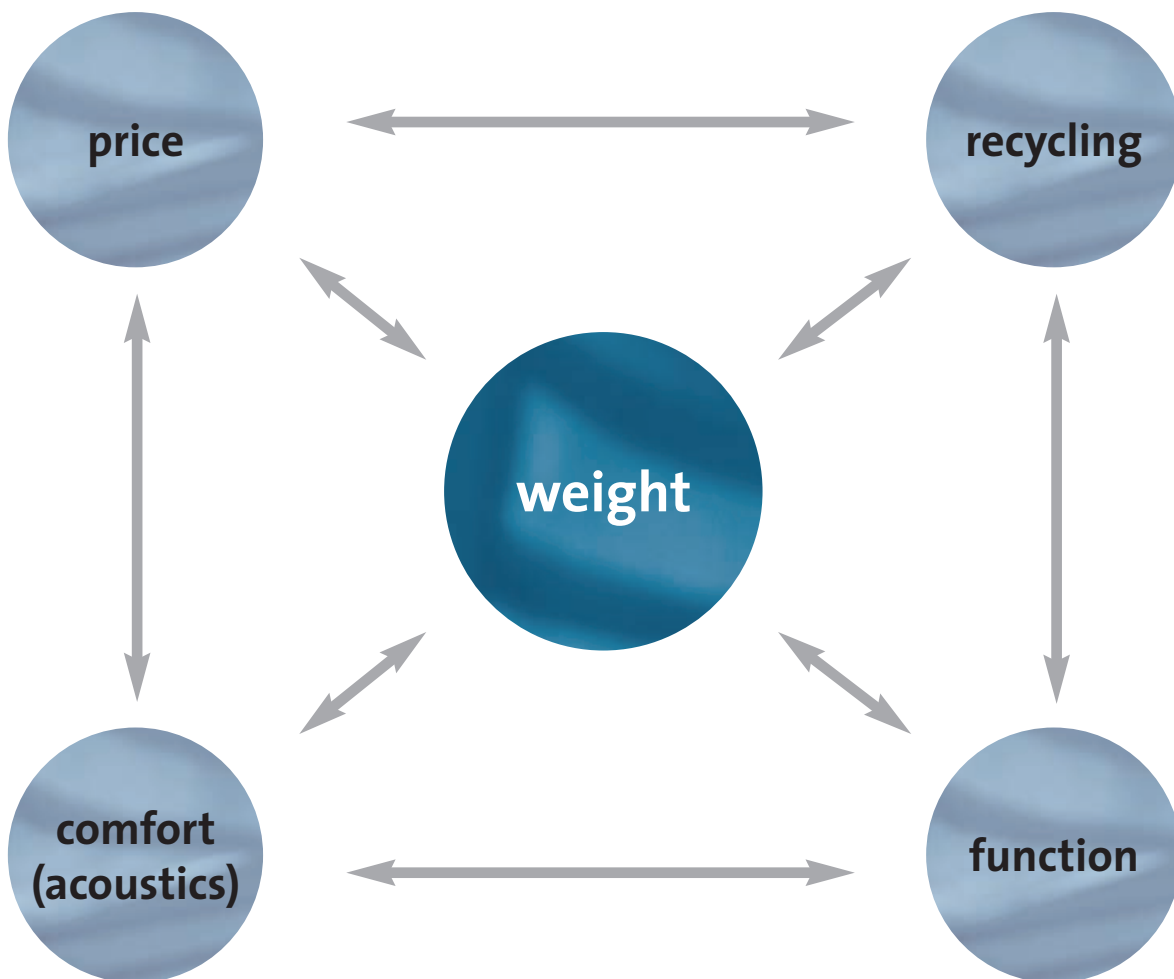 price
recycling
weight
comfort
(acoustics)
function